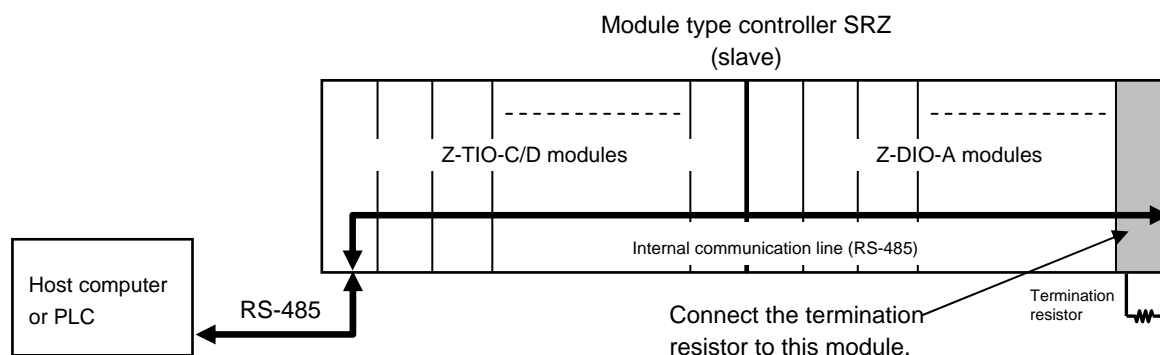 Module type controller SRZ
(slave)
Z-TIO-C/D modules
Z-DIO-A modules
Internal communication line (RS-485)
Host computer
or PLC
RS-485
Connect the termination
resistor to this module.
Termination
resistor